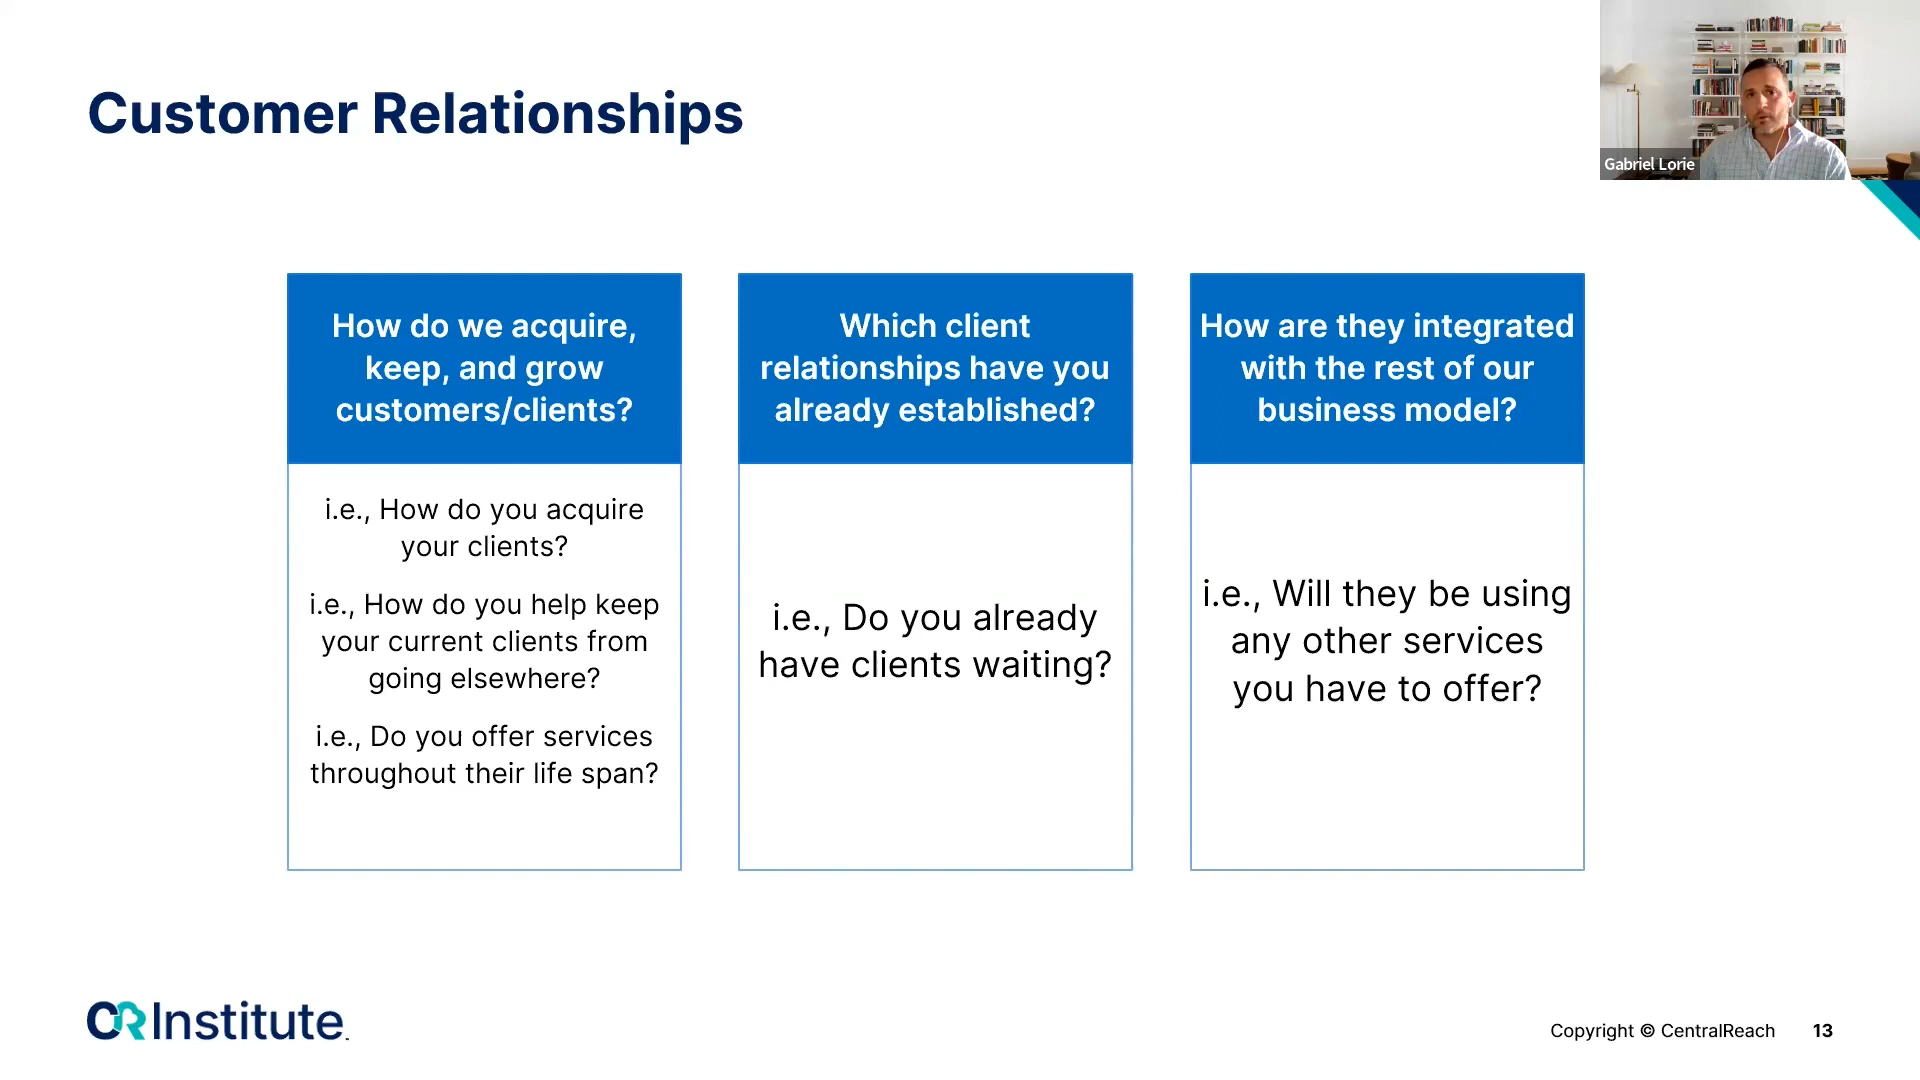 Customer Relationships
Gabriel Lorie
How do we acquire,
keep, and grow
customers/clients?
i.e., How do you acquire
your clients?
i.e., How do you help keep
your current clients from
going elsewhere?
i.e., Do you offer services
throughout their life span?
Which client
relationships have you
already established?
i.e., Do you already
have clients waiting?
How are they integrated
with the rest of our
business model?
i.e., Will they be using
any other services
you have to offer?
CR Institute
Copyright © CentralReach
13